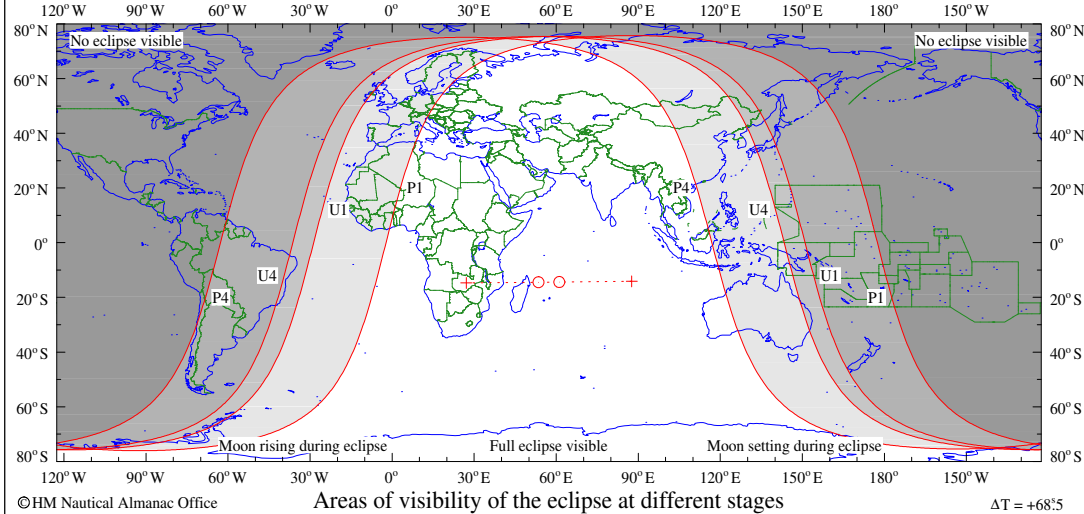 120°W 90°W 60°W 30°W 0° 30°E 60°E 90°E 120°E 150°E 180° 150°W
80°N 80°N
No eclipse visible No eclipse visible
60°N 60°N
40°N 40°N
20°N P1 P4 20°N
U1 U4
0° 0°
U4 U1
20°S P4 P1 20°S
40°S 40°S
60°S 60°S
Moon rising during eclipse Full eclipse visible Moon setting during eclipse
80°S 80°S
120°W 90°W 60°W 30°W 0° 30°E 60°E 90°E 120°E 150°E 180° 150°W
©HM Nautical Almanac Office Areas of visibility of the eclipse at different stages ΔT = +68ˢ.5